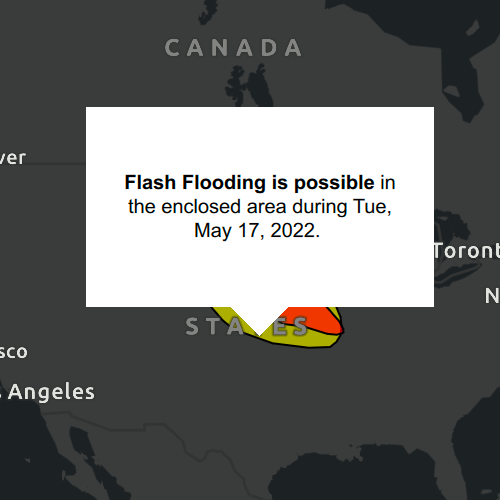 CANADA
ver
Flash Flooding is possible in
the enclosed area during Tue,
May 17, 2022.
Toront
N
STA ES
sco
s Angeles